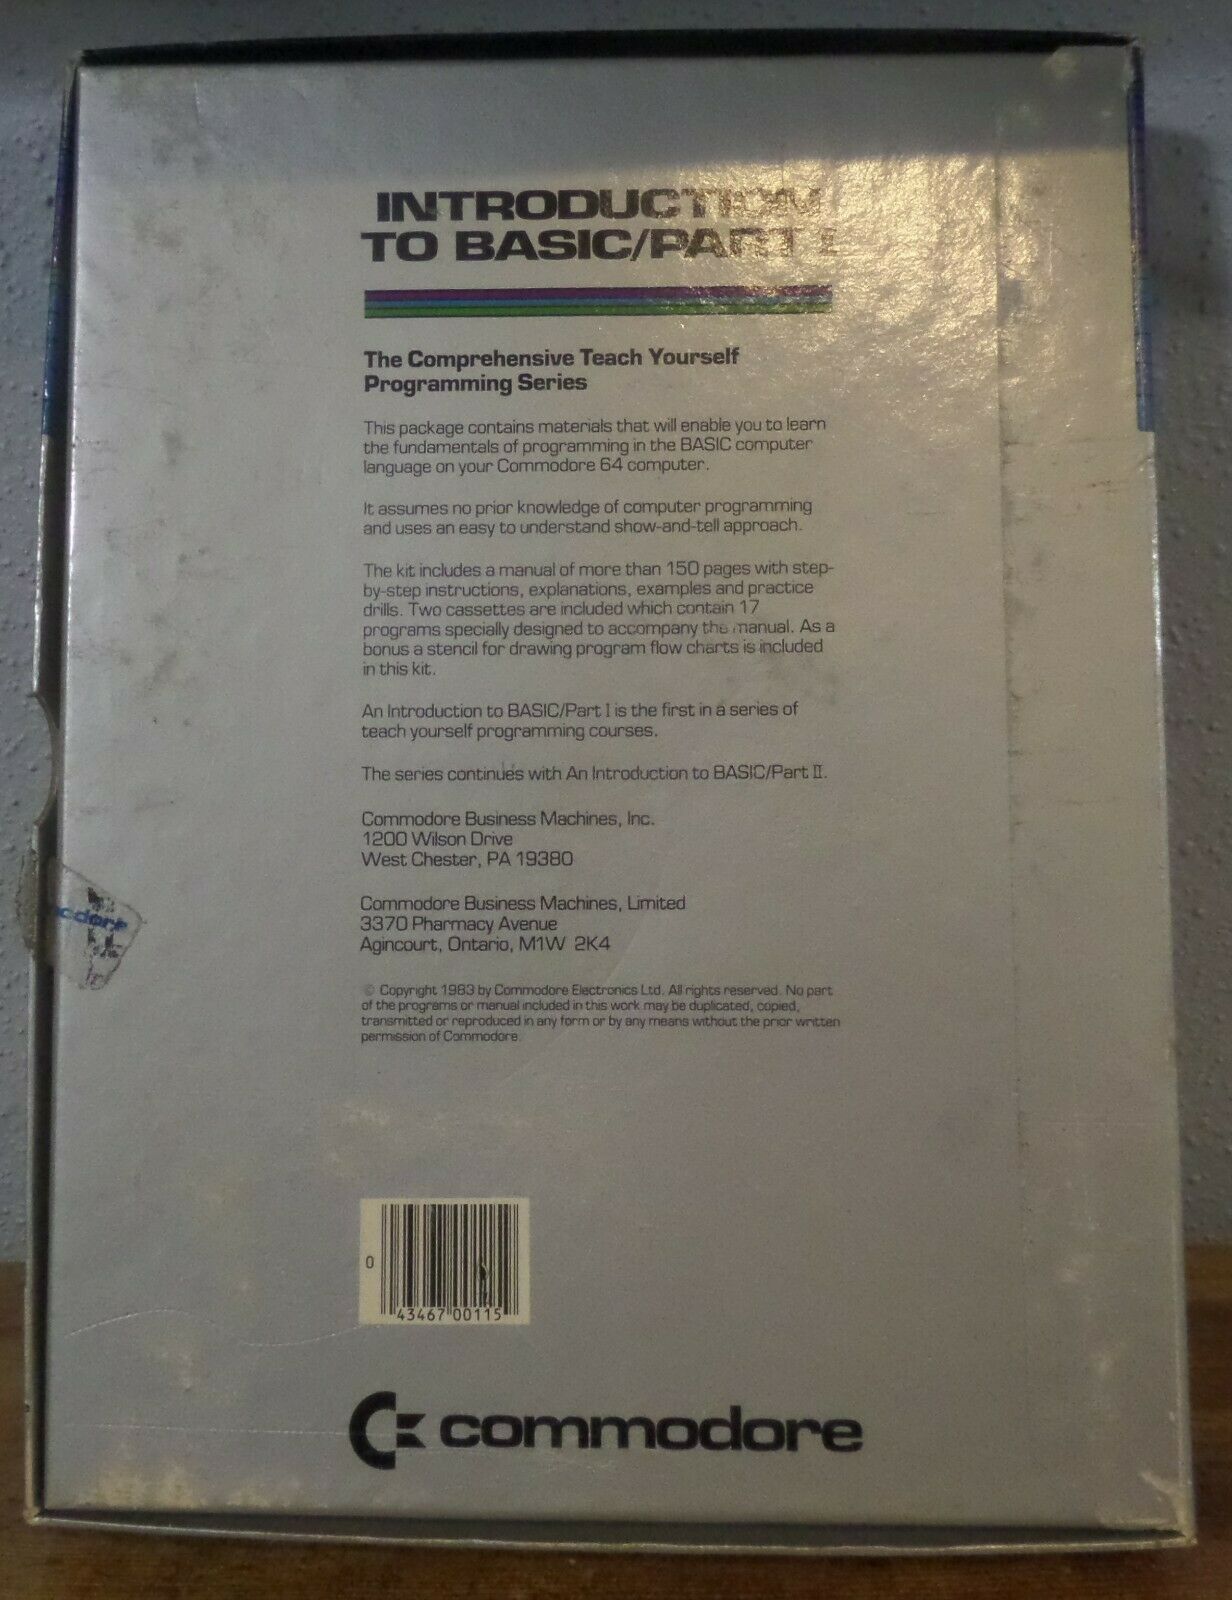 INTRODUCTION
TO BASIC/PART I
The Comprehensive Teach Yourself
Programming Series
This package contains materials that will enable you to learn
the fundamentals of programming in the BASIC computer
language on your Commodore 64 computer.
It assumes no prior knowledge of computer programming
and uses an easy to understand show-and-tell approach.
The kit includes a manual of more than 150 pages with step-
by-step instructions, explanations, examples and practice
drills. Two cassettes are included which contain 17
programs specially designed to accompany the manual. As a
bonus a stencil for drawing program flow charts is included
in this kit.
An Introduction to BASIC/Part I is the first in a series of
teach yourself programming courses.
The series continues with An Introduction to BASIC/Part II.
Commodore Business Machines, Inc.
1200 Wilson Drive
West Chester, PA 19380
Commodore Business Machines, Limited
3370 Pharmacy Avenue
Agincourt, Ontario, M1W 2K4
© Copyright 1983 by Commodore Electronics Ltd. All rights reserved. No part
of the programs or manual included in this work may be duplicated, copied,
transmitted or reproduced in any form or by any means without the prior written
permission of Commodore.
0
43467 00115
commodore